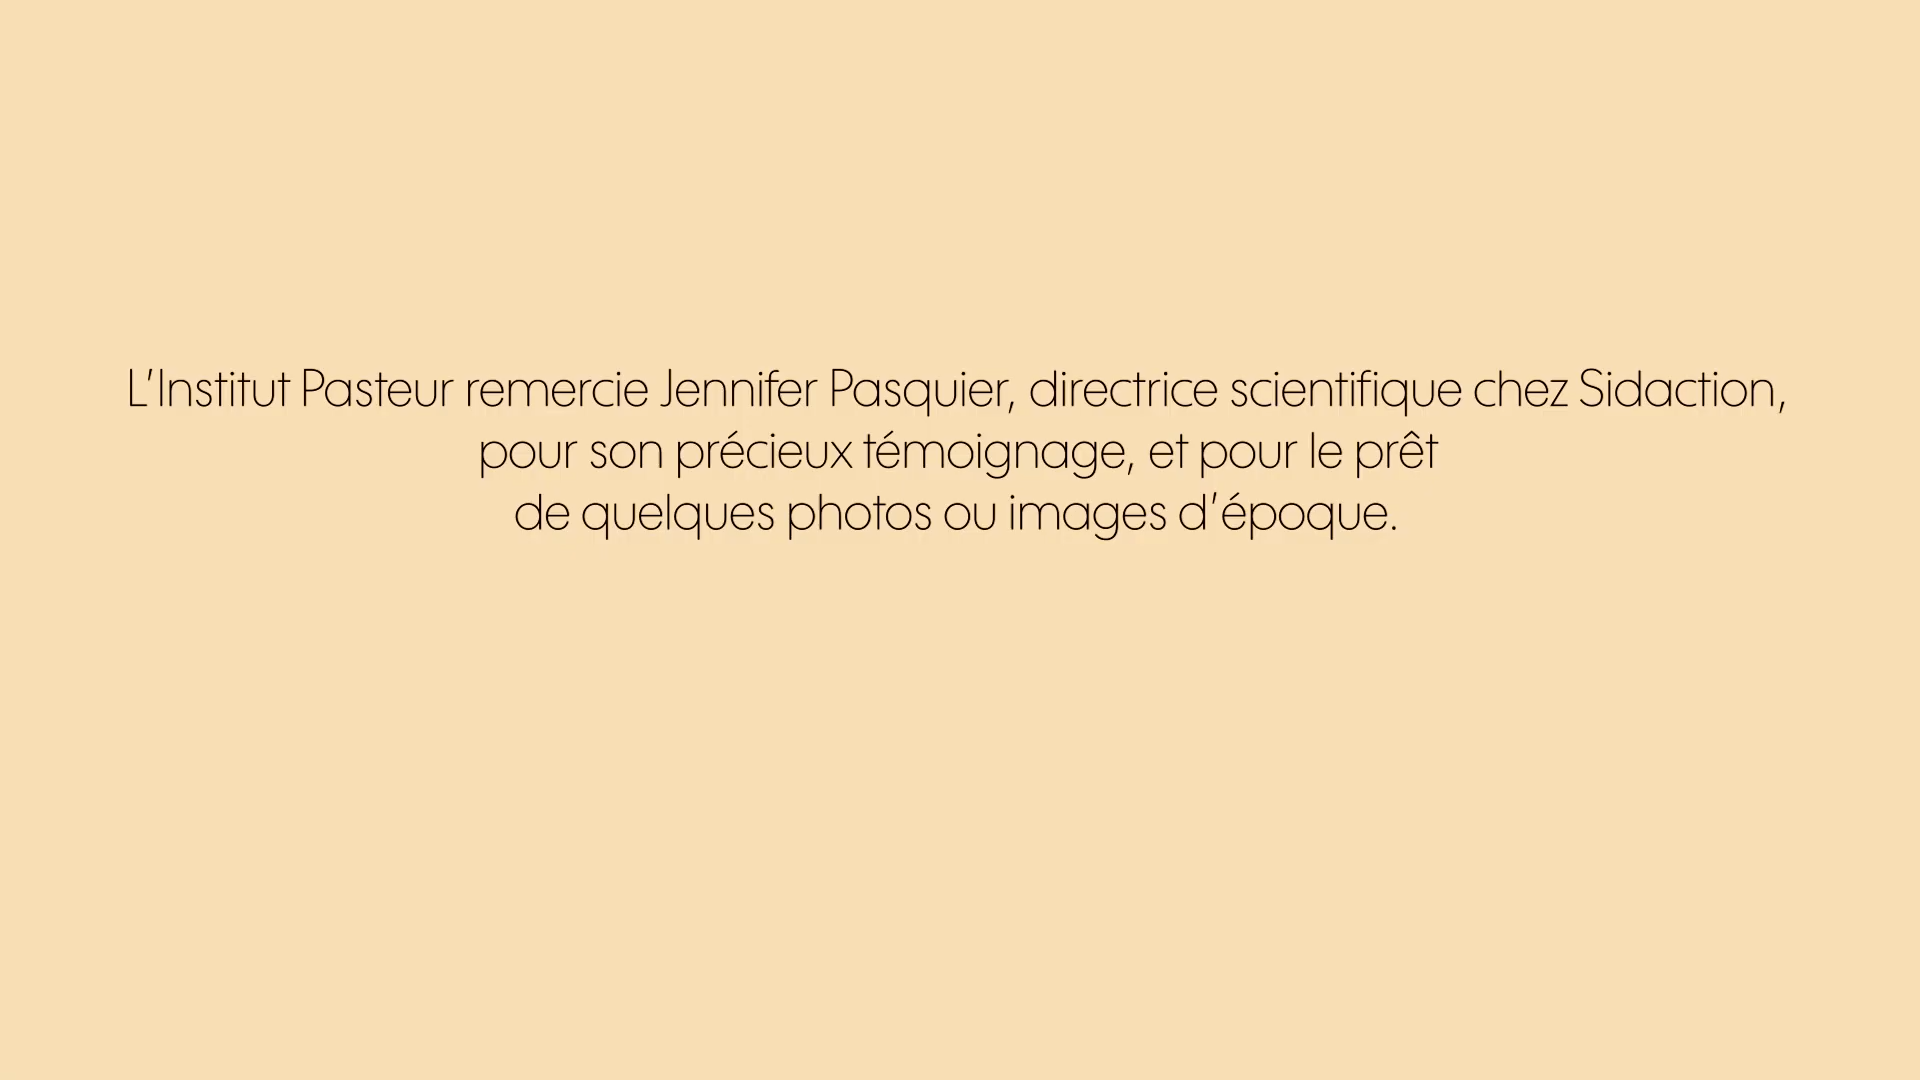 L’Institut Pasteur remercie Jennifer Pasquier, directrice scientifique chez Sidaction,
pour son précieux témoignage, et pour le prêt
de quelques photos ou images d’époque.